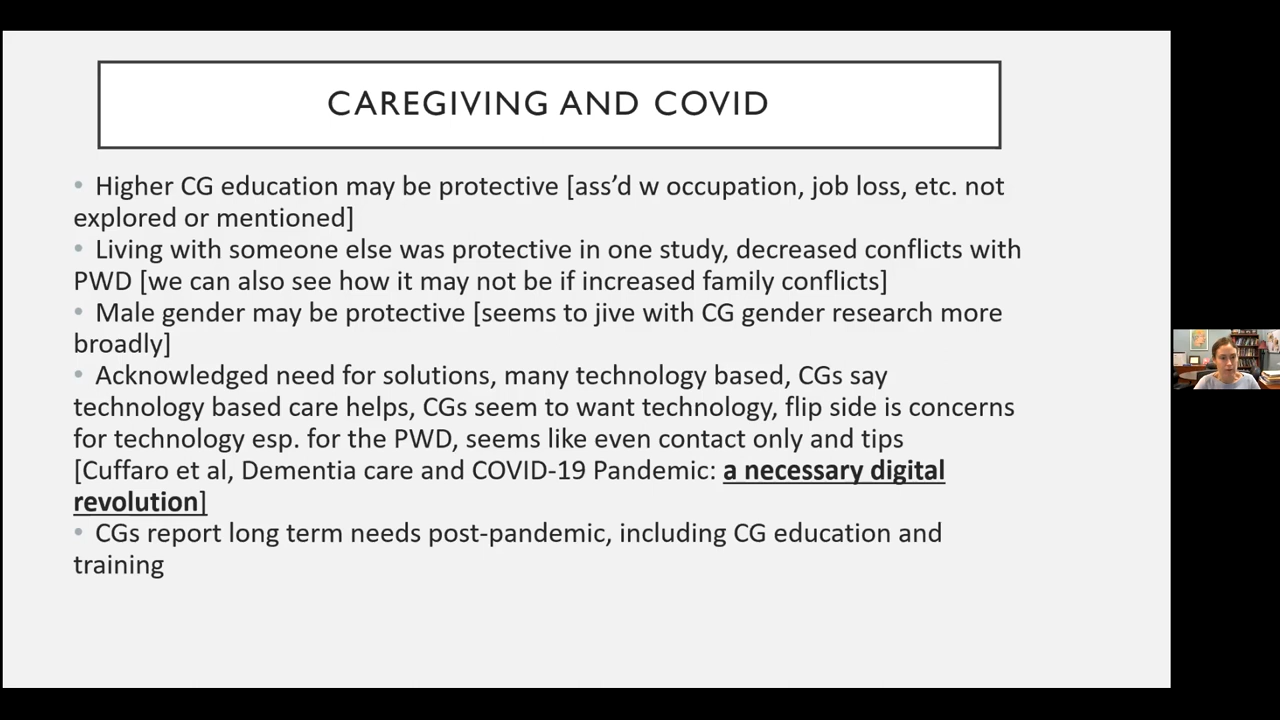 CAREGIVING AND COVID
• Higher CG education may be protective [ass’d w occupation, job loss, etc. not
explored or mentioned]
• Living with someone else was protective in one study, decreased conflicts with
PWD [we can also see how it may not be if increased family conflicts]
• Male gender may be protective [seems to jive with CG gender research more
broadly]
• Acknowledged need for solutions, many technology based, CGs say
technology based care helps, CGs seem to want technology, flip side is concerns
for technology esp. for the PWD, seems like even contact only and tips
[Cuffaro et al, Dementia care and COVID-19 Pandemic: a necessary digital
revolution]
• CGs report long term needs post-pandemic, including CG education and
training